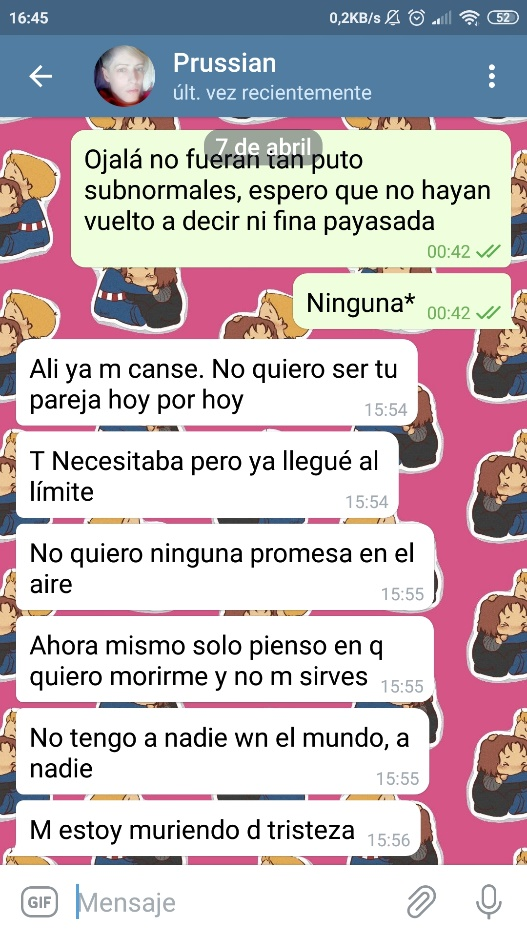 16:45
0,2KB/s
52
Prussian
últ. vez recientemente
7 de abril
Ojalá no fueran tan puto
subnormales, espero que no hayan
vuelto a decir ni fina payasada
00:42
Ninguna*
00:42
Ali ya m canse. No quiero ser tu
pareja hoy por hoy
15:54
T Necesitaba pero ya llegué al
límite
15:54
No quiero ninguna promesa en el
aire
15:55
Ahora mismo solo pienso en q
quiero morirme y no m sirves
15:55
No tengo a nadie wn el mundo, a
nadie
15:55
M estoy muriendo d tristeza
15:56
GIF
Mensaje